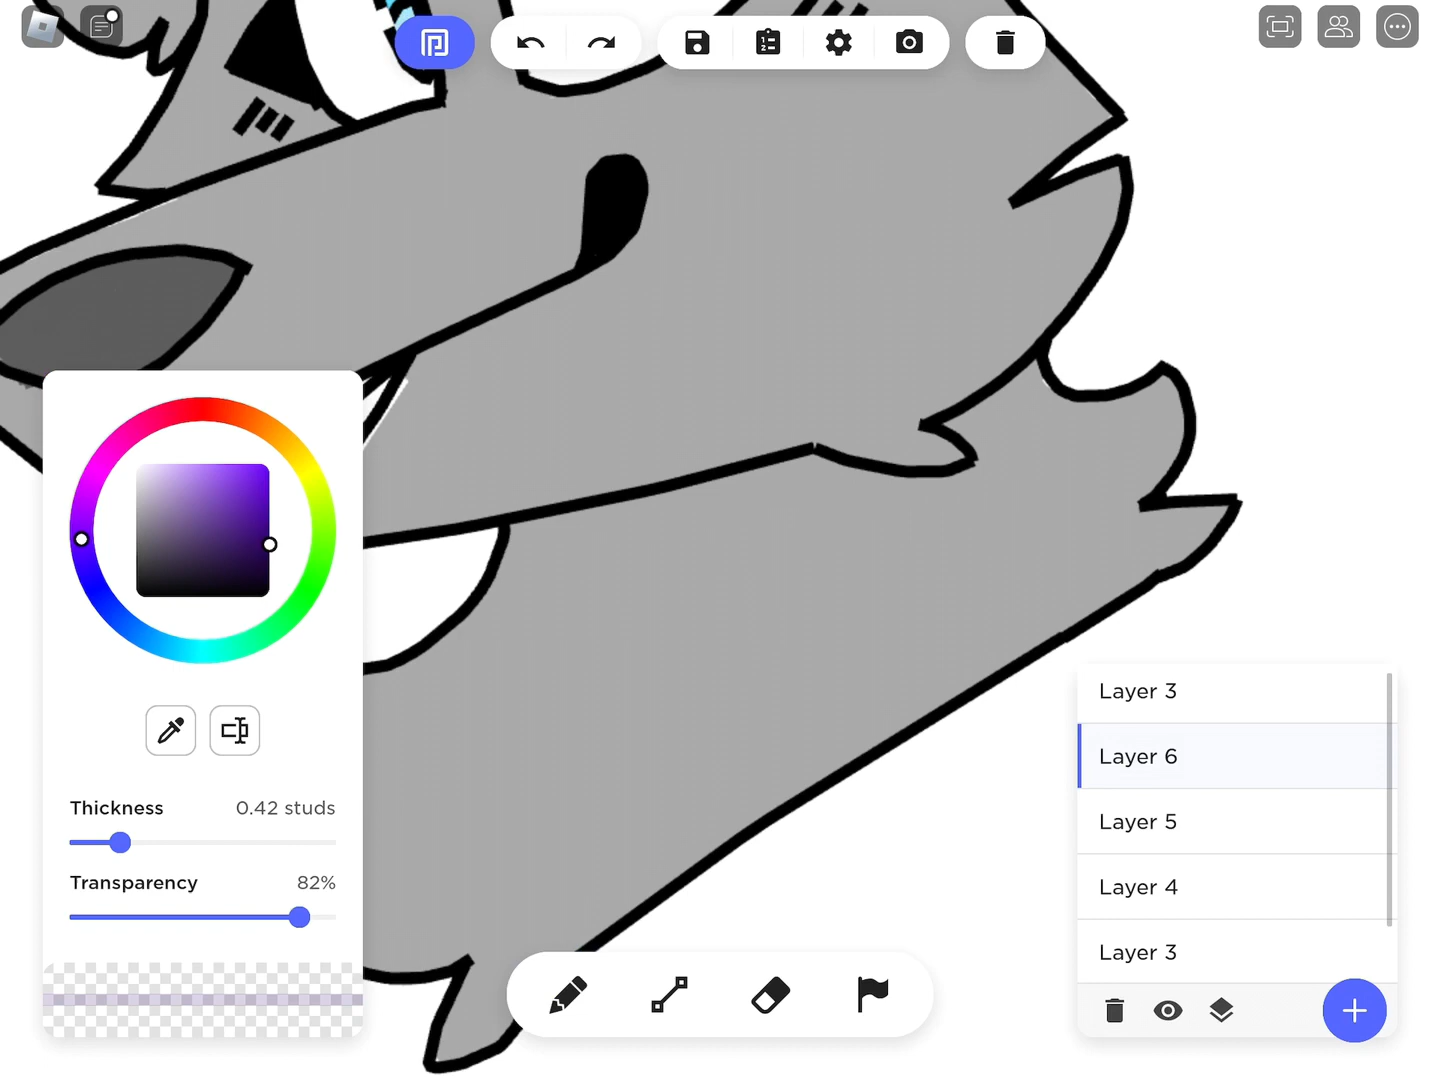 Thickness 0.42 studs
Transparency 82%
Layer 3
Layer 6
Layer 5
Layer 4
Layer 3